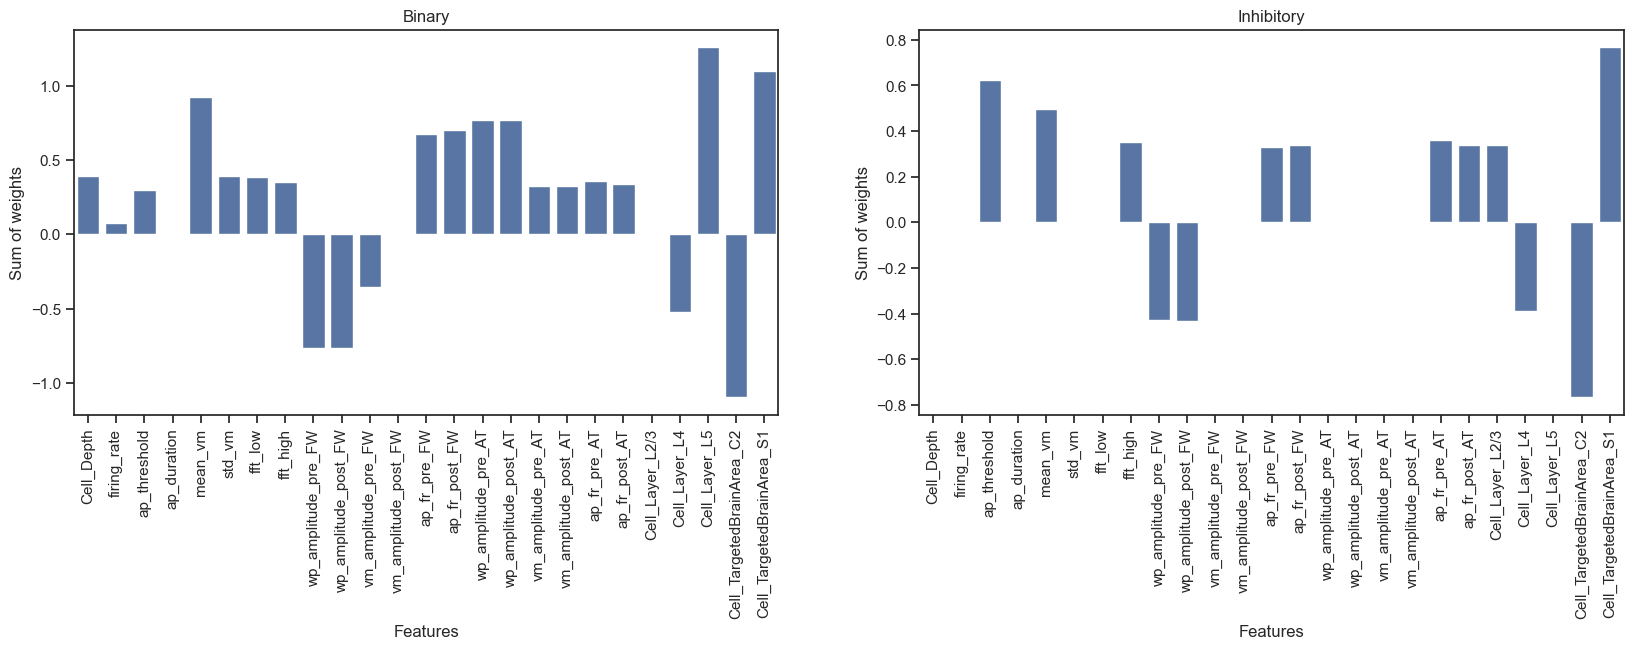 Binary
Sum of weights
1.0
0.5
0.0
−0.5
−1.0
Cell_Depth
firing_rate
ap_threshold
ap_duration
mean_vm
std_vm
fft_low
fft_high
wp_amplitude_pre_FW
wp_amplitude_post_FW
vm_amplitude_pre_FW
vm_amplitude_post_FW
ap_fr_pre_FW
ap_fr_post_FW
wp_amplitude_pre_AT
wp_amplitude_post_AT
vm_amplitude_pre_AT
vm_amplitude_post_AT
ap_fr_pre_AT
ap_fr_post_AT
Cell_Layer_L2/3
Cell_Layer_L4
Cell_Layer_L5
Cell_TargetedBrainArea_C2
Cell_TargetedBrainArea_S1
Features
Inhibitory
Sum of weights
0.8
0.6
0.4
0.2
0.0
−0.2
−0.4
−0.6
−0.8
Cell_Depth
firing_rate
ap_threshold
ap_duration
mean_vm
std_vm
fft_low
fft_high
wp_amplitude_pre_FW
wp_amplitude_post_FW
vm_amplitude_pre_FW
vm_amplitude_post_FW
ap_fr_pre_FW
ap_fr_post_FW
wp_amplitude_pre_AT
wp_amplitude_post_AT
vm_amplitude_pre_AT
vm_amplitude_post_AT
ap_fr_pre_AT
ap_fr_post_AT
Cell_Layer_L2/3
Cell_Layer_L4
Cell_Layer_L5
Cell_TargetedBrainArea_C2
Cell_TargetedBrainArea_S1
Features